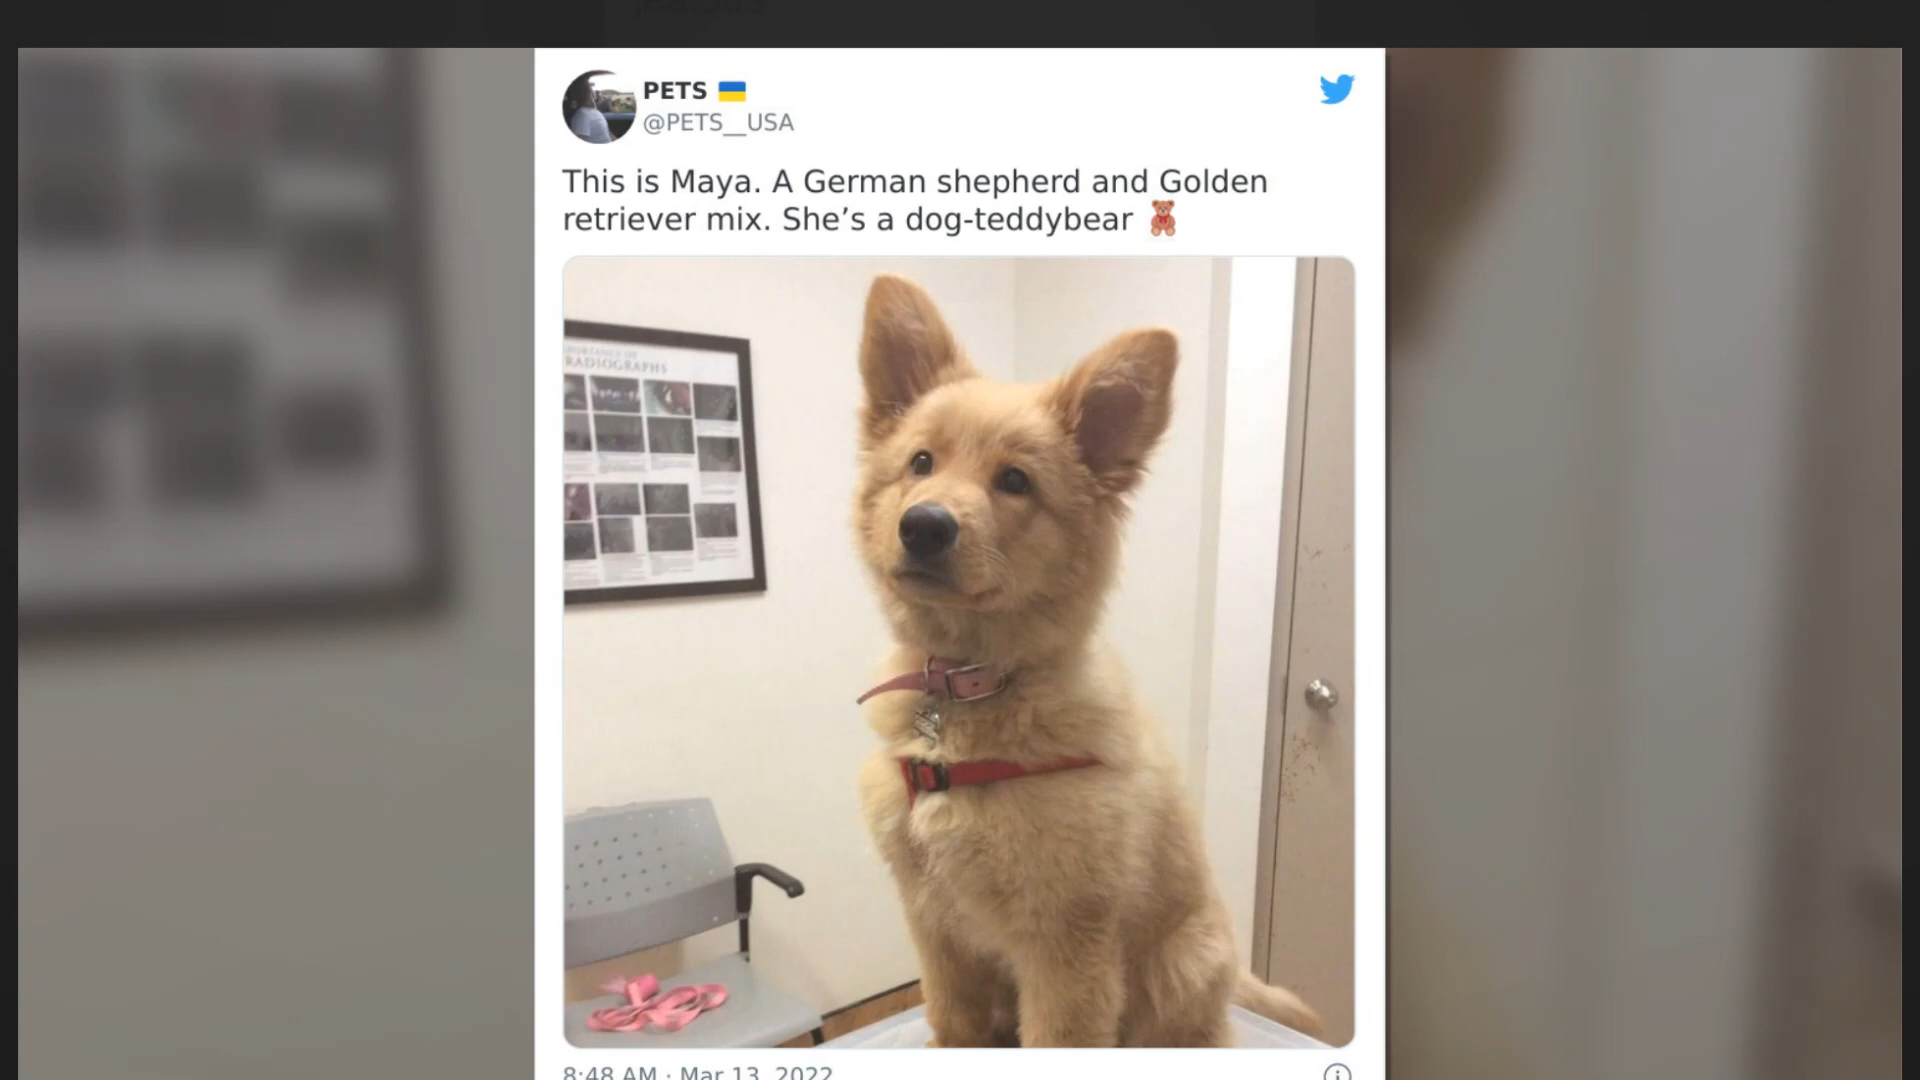 PETS 🇺🇦
@PETS__USA
This is Maya. A German shepherd and Golden
retriever mix. She’s a dog-teddybear 🧸
RADIOGRAPHS
8:48 AM · Mar 13, 2022